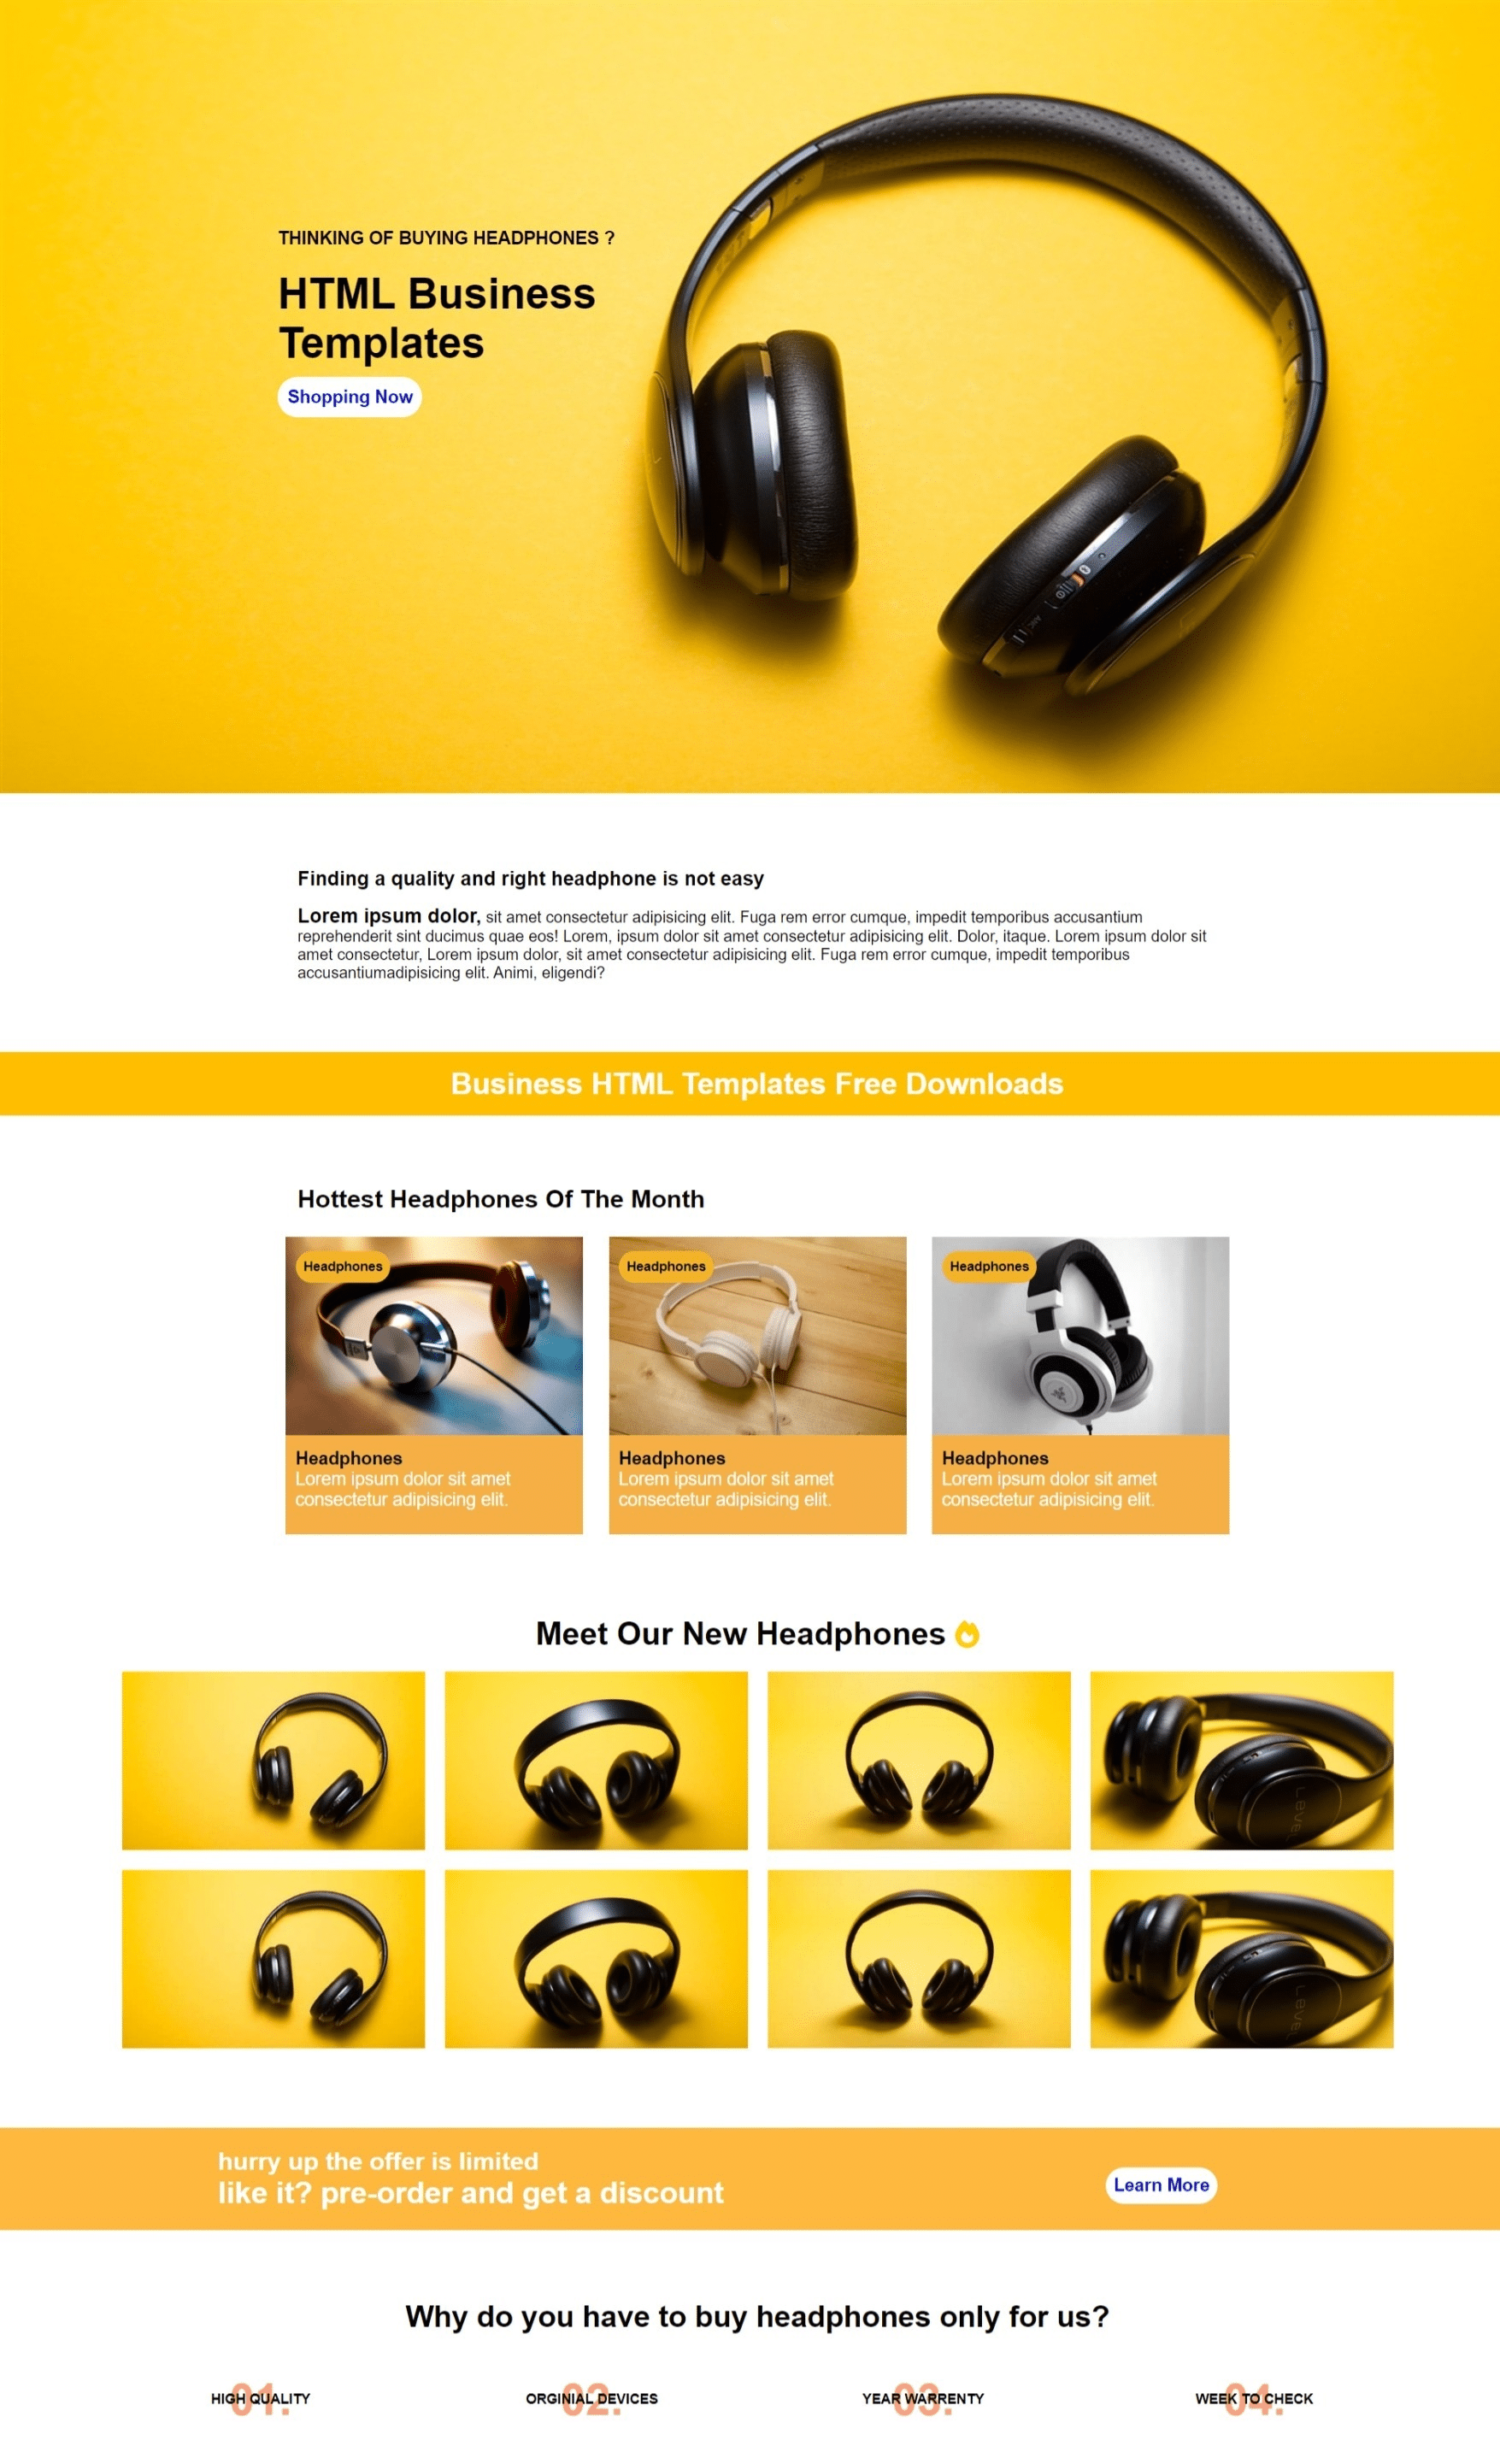 THINKING OF BUYING HEADPHONES ?
HTML Business
Templates
Shopping Now
Finding a quality and right headphone is not easy
Lorem ipsum dolor, sit amet consectetur adipisicing elit. Fuga rem error cumque, impedit temporibus accusantium
reprehenderit sint ducimus quae eos! Lorem, ipsum dolor sit amet consectetur adipisicing elit. Dolor, itaque. Lorem ipsum dolor sit
amet consectetur, Lorem ipsum dolor, sit amet consectetur adipisicing elit. Fuga rem error cumque, impedit temporibus
accusantiumadipisicing elit. Animi, eligendi?
Business HTML Templates Free Downloads
Hottest Headphones Of The Month
Headphones
Headphones
Lorem ipsum dolor sit amet
consectetur adipisicing elit.
Headphones
Headphones
Lorem ipsum dolor sit amet
consectetur adipisicing elit.
Headphones
Headphones
Lorem ipsum dolor sit amet
consectetur adipisicing elit.
Meet Our New Headphones
Level
Level
hurry up the offer is limited
like it? pre-order and get a discount
Learn More
Why do you have to buy headphones only for us?
01.
HIGH QUALITY
02.
ORGINIAL DEVICES
03.
YEAR WARRENTY
04.
WEEK TO CHECK